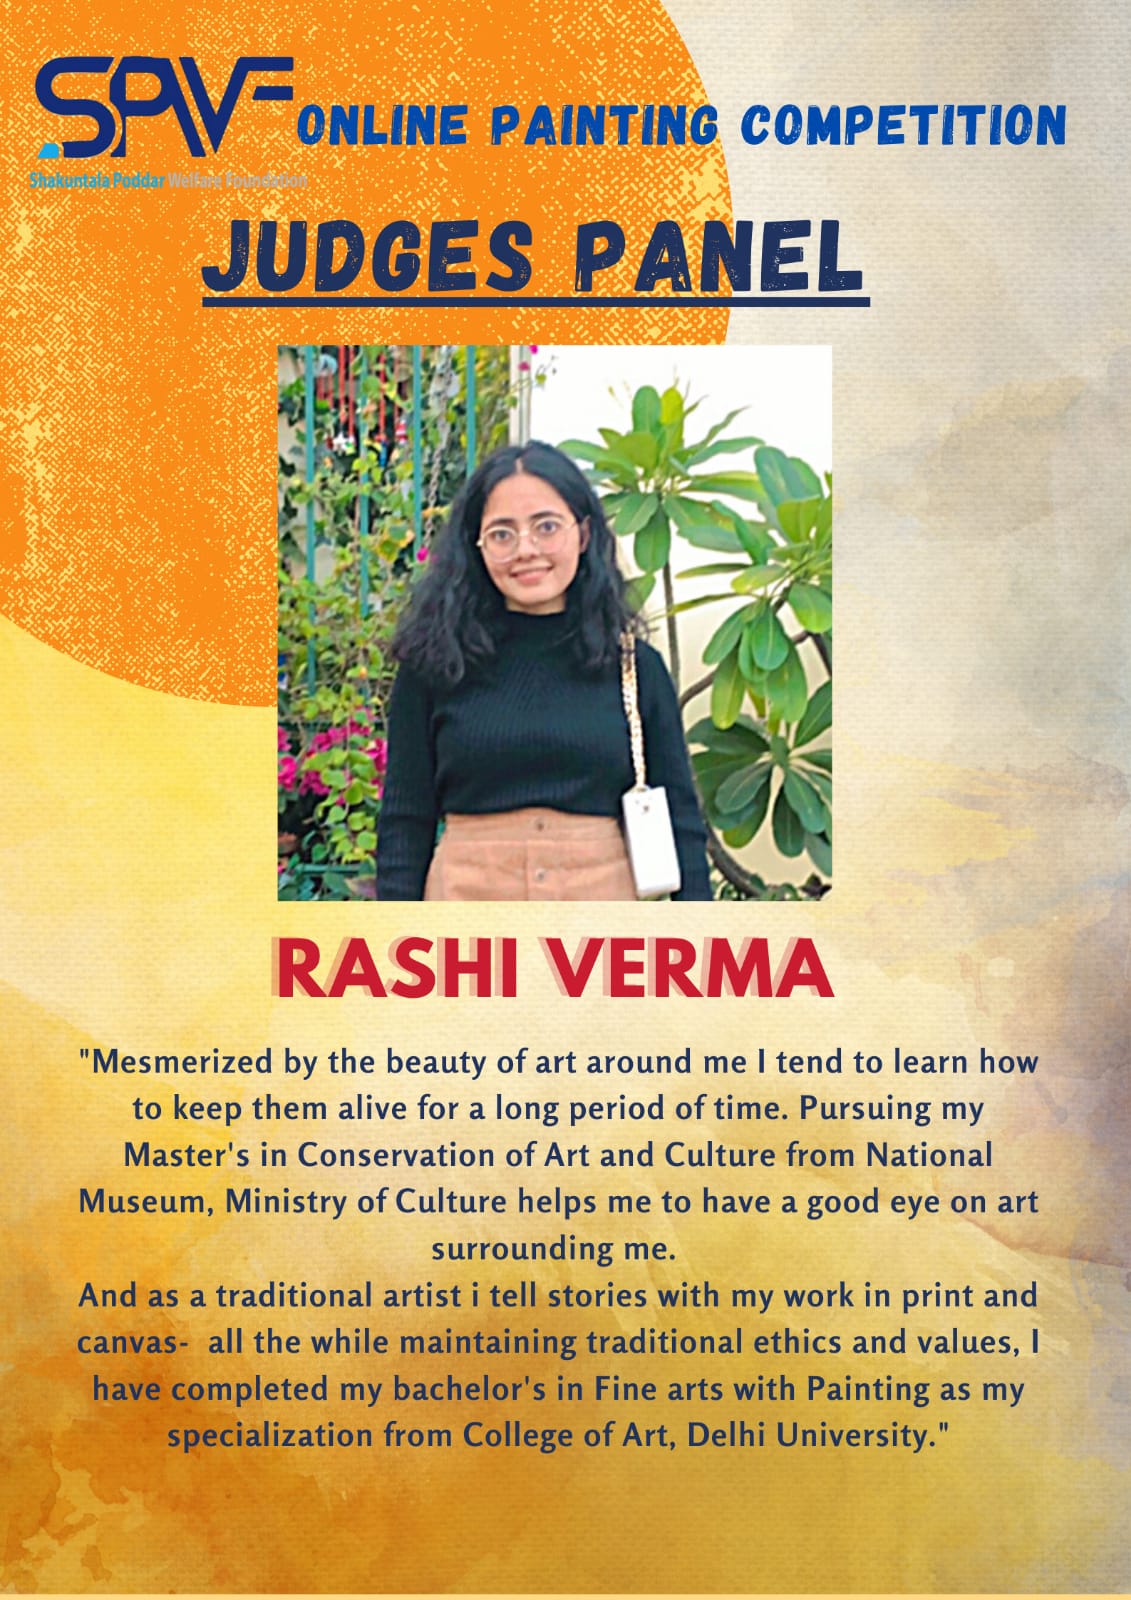 SPWF
ONLINE PAINTING COMPETITION
Shakuntala Poddar Welfare Foundation
JUDGES PANEL
RASHI VERMA
"Mesmerized by the beauty of art around me I tend to learn how
to keep them alive for a long period of time. Pursuing my
Master's in Conservation of Art and Culture from National
Museum, Ministry of Culture helps me to have a good eye on art
surrounding me.
And as a traditional artist i tell stories with my work in print and
canvas-  all the while maintaining traditional ethics and values, I
have completed my bachelor's in Fine arts with Painting as my
specialization from College of Art, Delhi University."